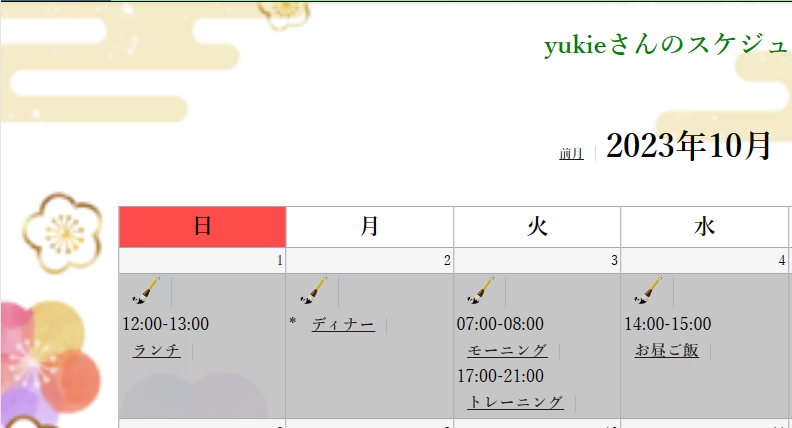 yukieさんのスケジュ
前月 2023年10月
日 月 火 水
1 2 3 4
12:00-13:00
ランチ
* ディナー
07:00-08:00
モーニング
17:00-21:00
トレーニング
14:00-15:00
お昼ご飯